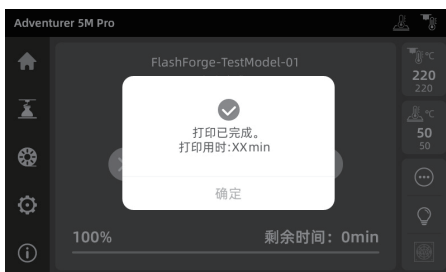 Adventurer 5M Pro
FlashForge-TestModel-01
℃
220
220
打印已完成。
打印用时:XXmin
℃
50
50
确定
100%
剩余时间：0min